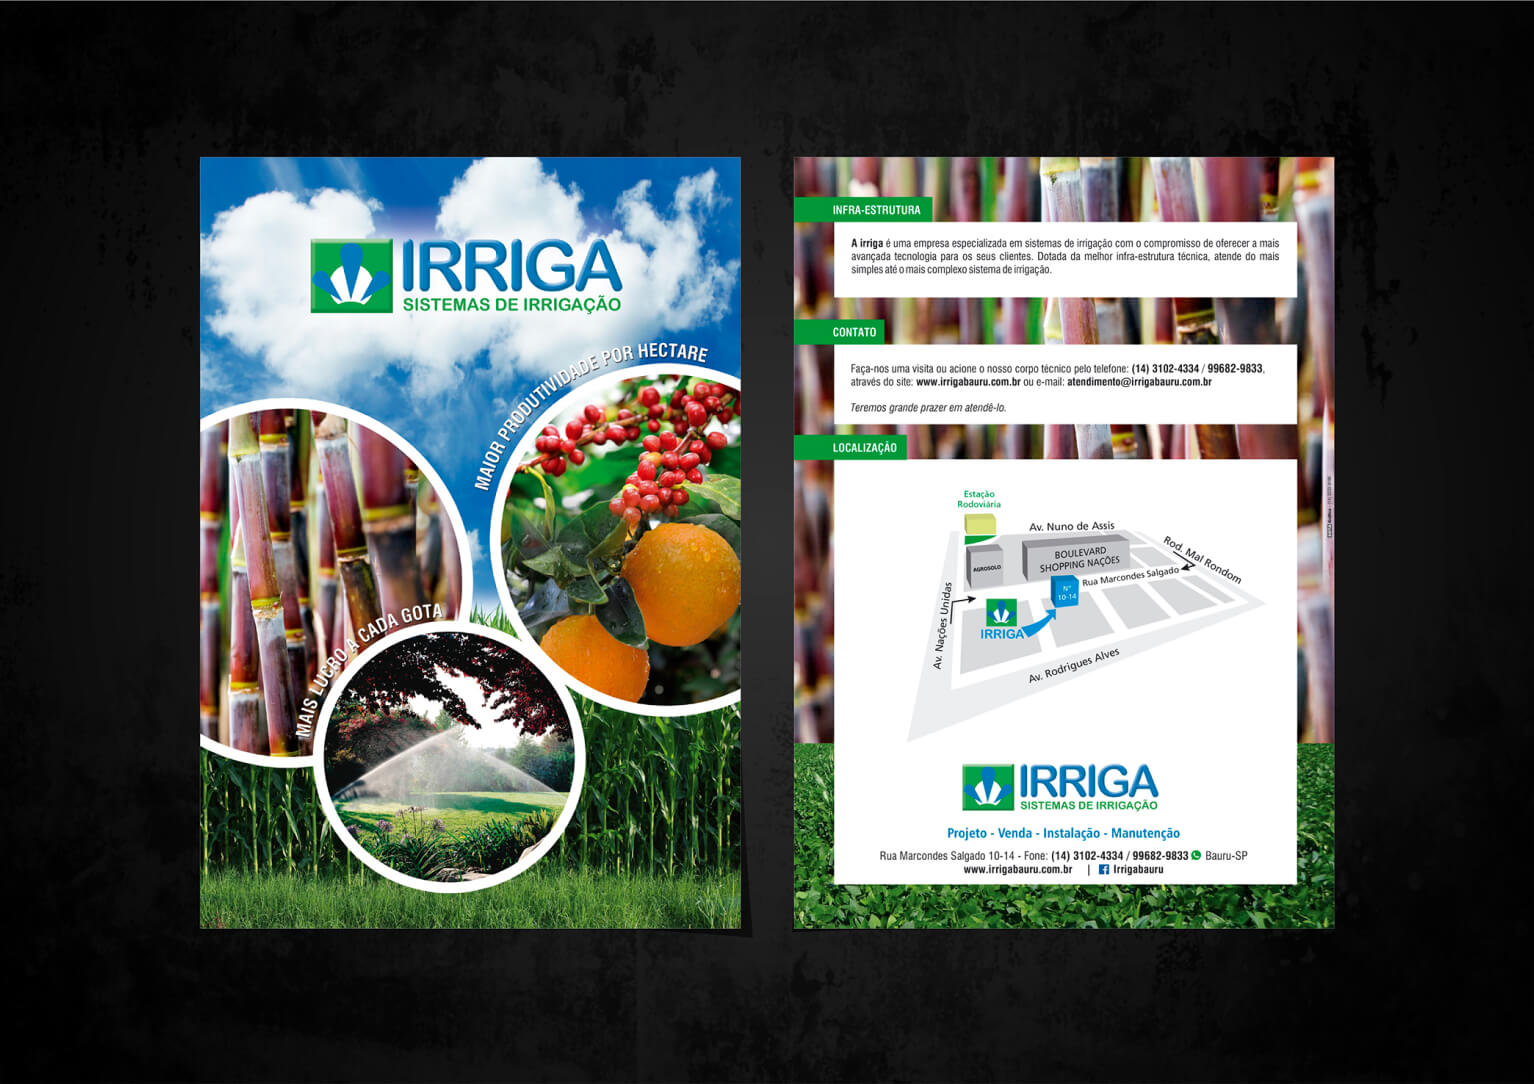 IRRIGA
SISTEMAS DE IRRIGAÇÃO
MAIOR PRODUTIVIDADE POR HECTARE
MAIS LUCRO A CADA GOTA
INFRA-ESTRUTURA
A irriga é uma empresa especializada em sistemas de irrigação com o compromisso de oferecer a mais
avançada tecnologia para os seus clientes. Dotada da melhor infra-estrutura técnica, atende do mais
simples até o mais complexo sistema de irrigação.
CONTATO
Faça-nos uma visita ou acione o nosso corpo técnico pelo telefone: (14) 3102-4334 / 99682-9833,
através do site: www.irrigabauru.com.br ou e-mail: atendimento@irrigabauru.com.br
Teremos grande prazer em atendê-lo.
LOCALIZAÇÃO
Estação
Rodoviária
Av. Nuno de Assis
Rod. Mal Rondom
BOULEVARD
SHOPPING NAÇÕES
AGROSOLO
Rua Marcondes Salgado
N°
10-14
Av. Nações Unidas
IRRIGA
Av. Rodrigues Alves
IRRIGA
SISTEMAS DE IRRIGAÇÃO
Projeto - Venda - Instalação - Manutenção
Rua Marcondes Salgado 10-14 - Fone: (14) 3102-4334 / 99682-9833 Bauru-SP
www.irrigabauru.com.br | Irrigabauru